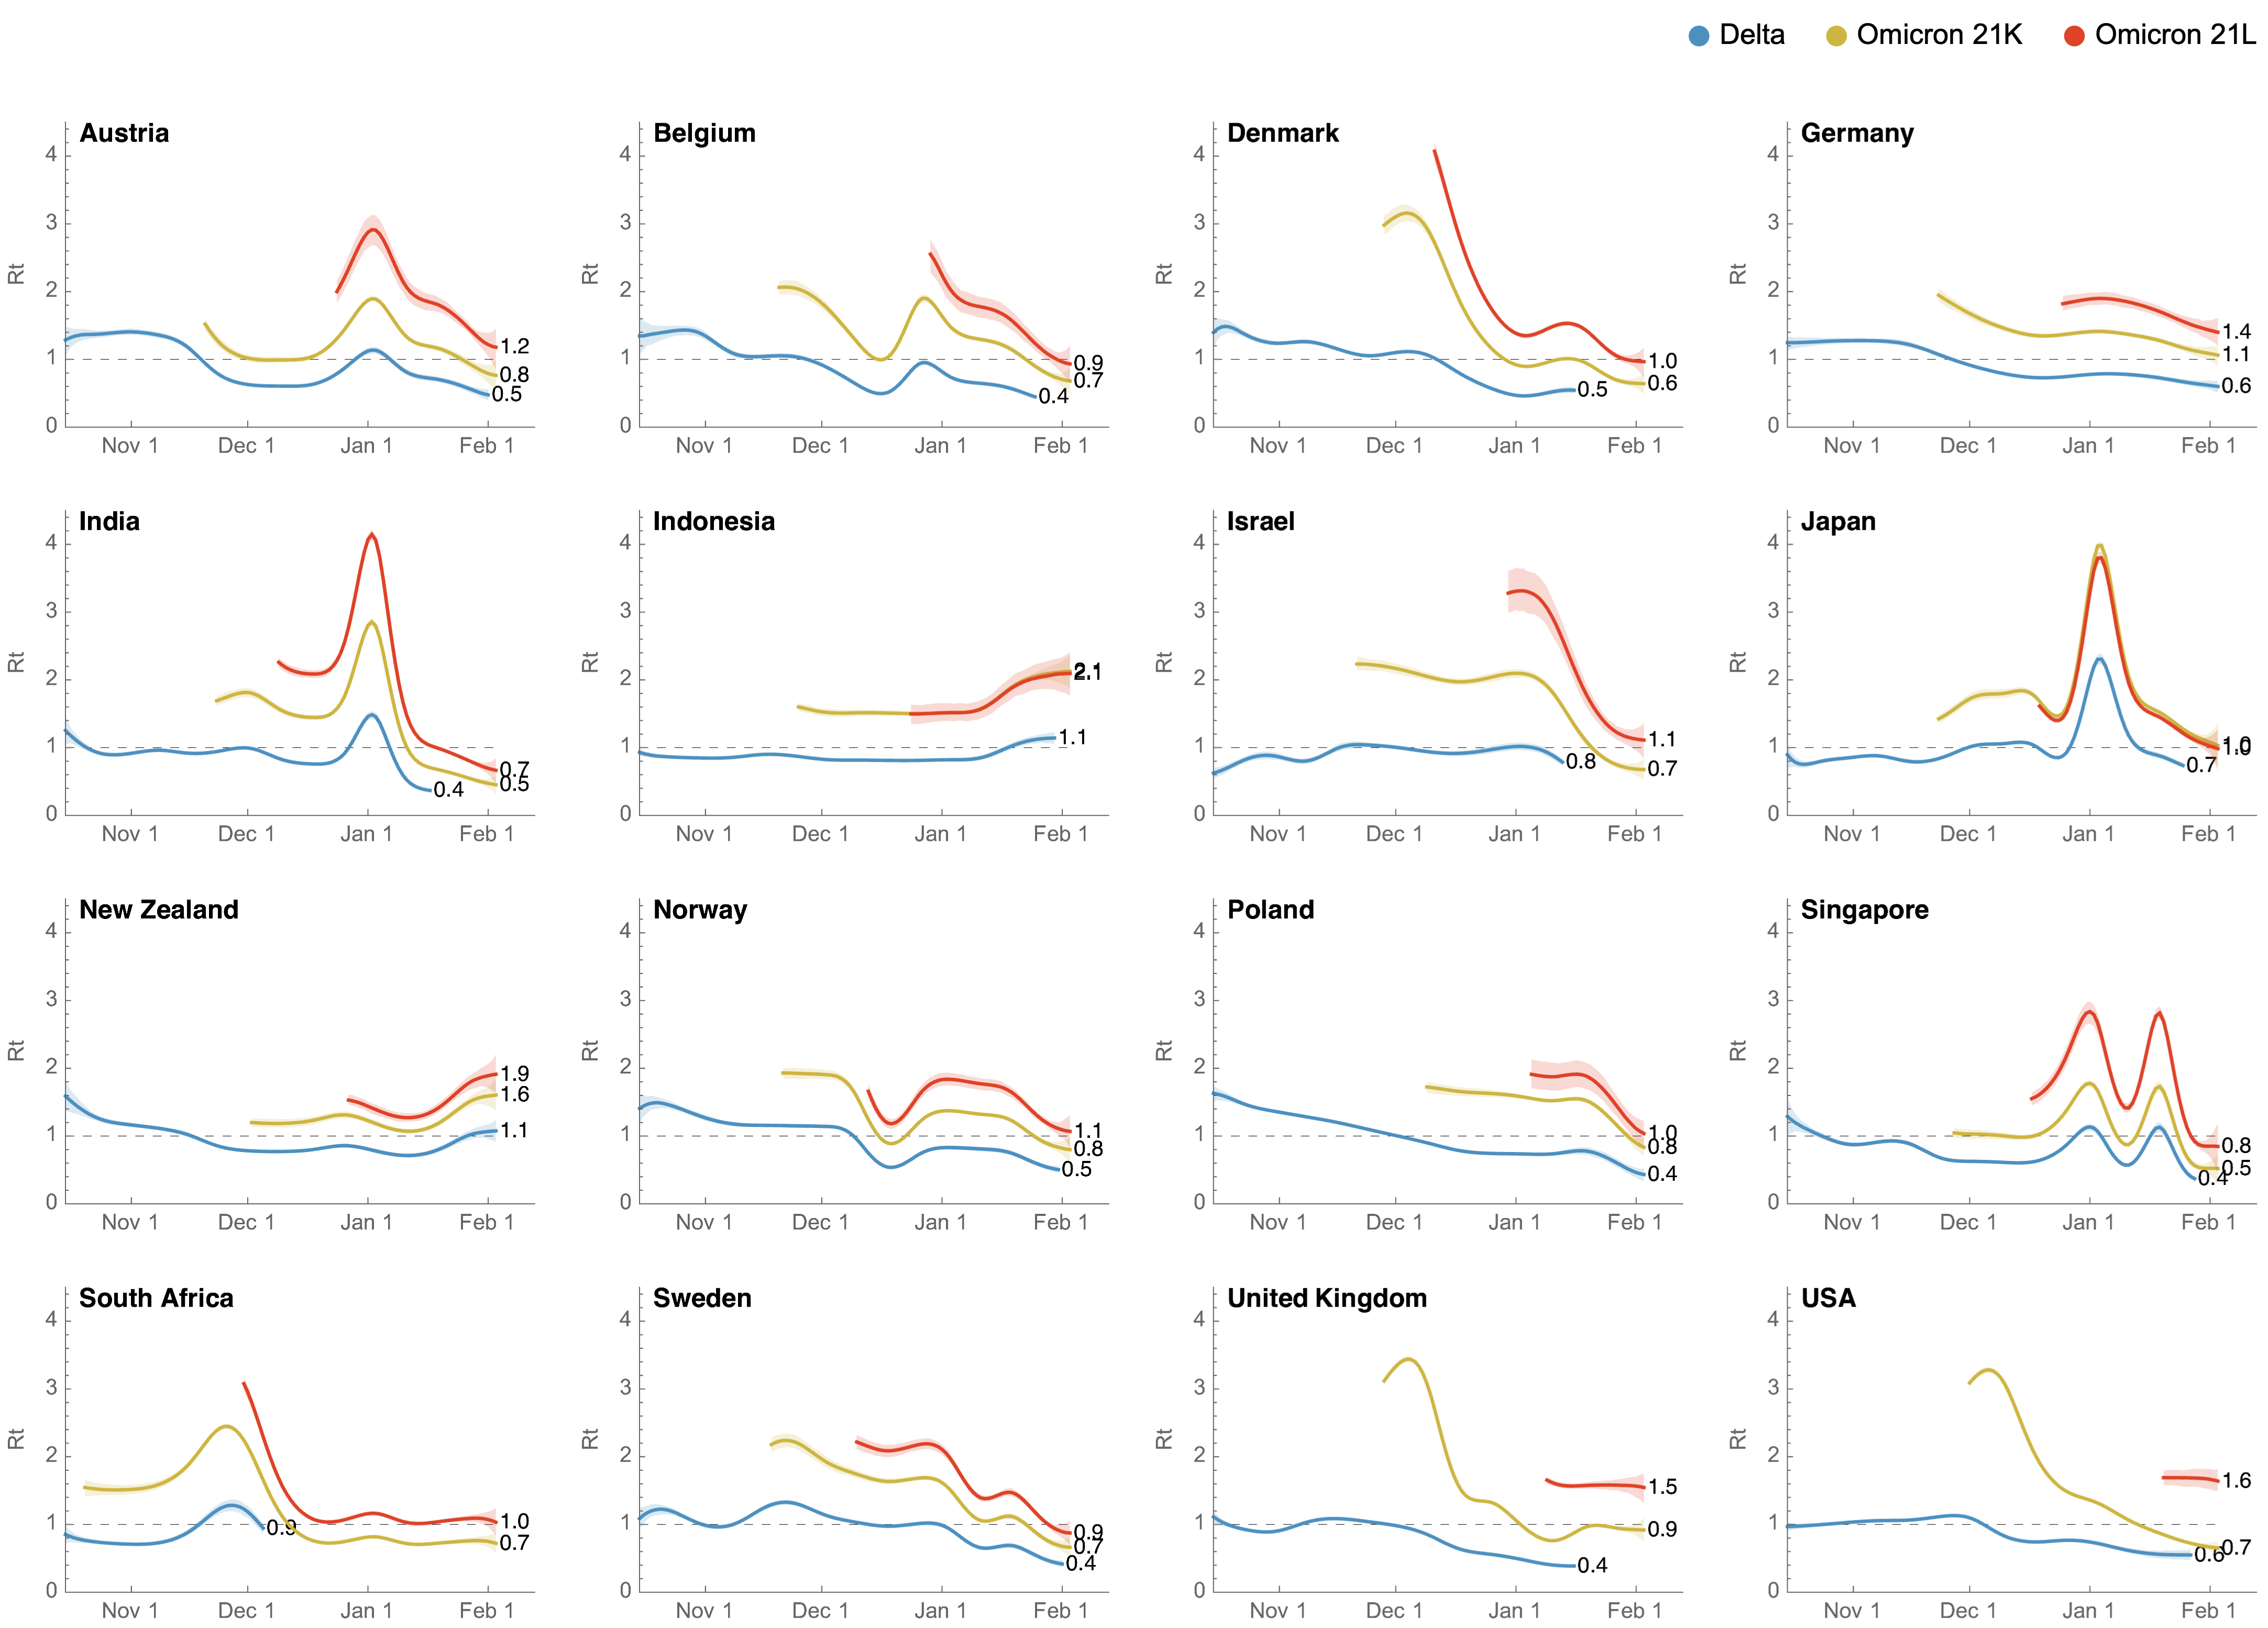 Delta Omicron 21K Omicron 21L
Austria
Rt
4
3
2
1
0
1.2
0.8
0.5
Nov 1 Dec 1 Jan 1 Feb 1
Belgium
Rt
4
3
2
1
0
0.9
0.7
0.4
Nov 1 Dec 1 Jan 1 Feb 1
Denmark
Rt
4
3
2
1
0
1.0
0.6
0.5
Nov 1 Dec 1 Jan 1 Feb 1
Germany
Rt
4
3
2
1
0
1.4
1.1
0.6
Nov 1 Dec 1 Jan 1 Feb 1
India
Rt
4
3
2
1
0
0.7
0.5
0.4
Nov 1 Dec 1 Jan 1 Feb 1
Indonesia
Rt
4
3
2
1
0
2.1
1.1
Nov 1 Dec 1 Jan 1 Feb 1
Israel
Rt
4
3
2
1
0
1.1
0.8
0.7
Nov 1 Dec 1 Jan 1 Feb 1
Japan
Rt
4
3
2
1
0
1.0
0.7
Nov 1 Dec 1 Jan 1 Feb 1
New Zealand
Rt
4
3
2
1
0
1.9
1.6
1.1
Nov 1 Dec 1 Jan 1 Feb 1
Norway
Rt
4
3
2
1
0
1.1
0.8
0.5
Nov 1 Dec 1 Jan 1 Feb 1
Poland
Rt
4
3
2
1
0
1.0
0.8
0.4
Nov 1 Dec 1 Jan 1 Feb 1
Singapore
Rt
4
3
2
1
0
0.8
0.5
0.4
Nov 1 Dec 1 Jan 1 Feb 1
South Africa
Rt
4
3
2
1
0
0.9
1.0
0.7
Nov 1 Dec 1 Jan 1 Feb 1
Sweden
Rt
4
3
2
1
0
0.9
0.7
0.4
Nov 1 Dec 1 Jan 1 Feb 1
United Kingdom
Rt
4
3
2
1
0
1.5
0.9
0.4
Nov 1 Dec 1 Jan 1 Feb 1
USA
Rt
4
3
2
1
0
1.6
0.7
0.6
Nov 1 Dec 1 Jan 1 Feb 1